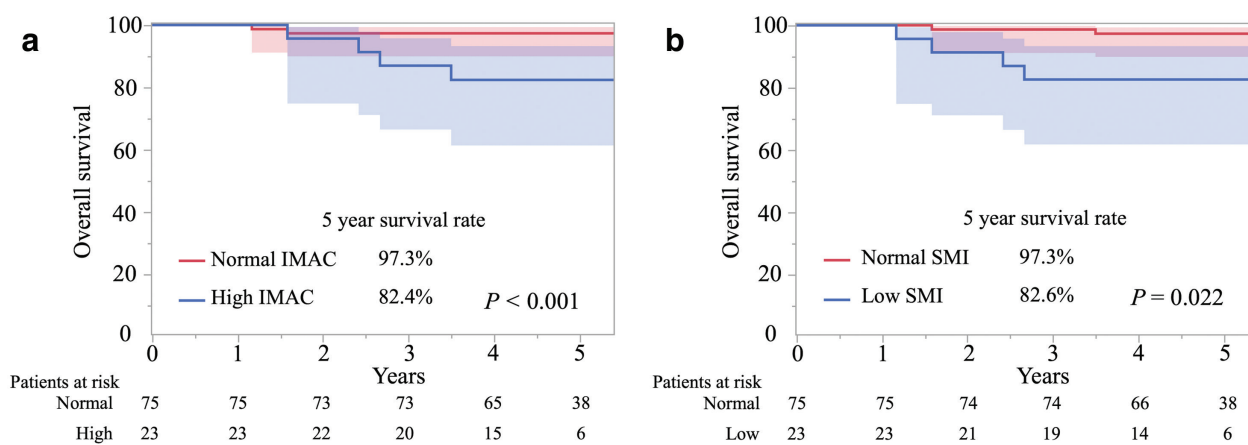 a
100
80
60
40
20
0
Overall survival
5 year survival rate
Normal IMAC 97.3%
High IMAC 82.4%
P < 0.001
0 1 2 3 4 5
Years
Patients at risk
Normal 75 75 73 73 65 38
High 23 23 22 20 15 6
b
100
80
60
40
20
0
Overall survival
5 year survival rate
Normal SMI 97.3%
Low SMI 82.6%
P = 0.022
0 1 2 3 4 5
Years
Patients at risk
Normal 75 75 74 74 66 38
Low 23 23 21 19 14 6